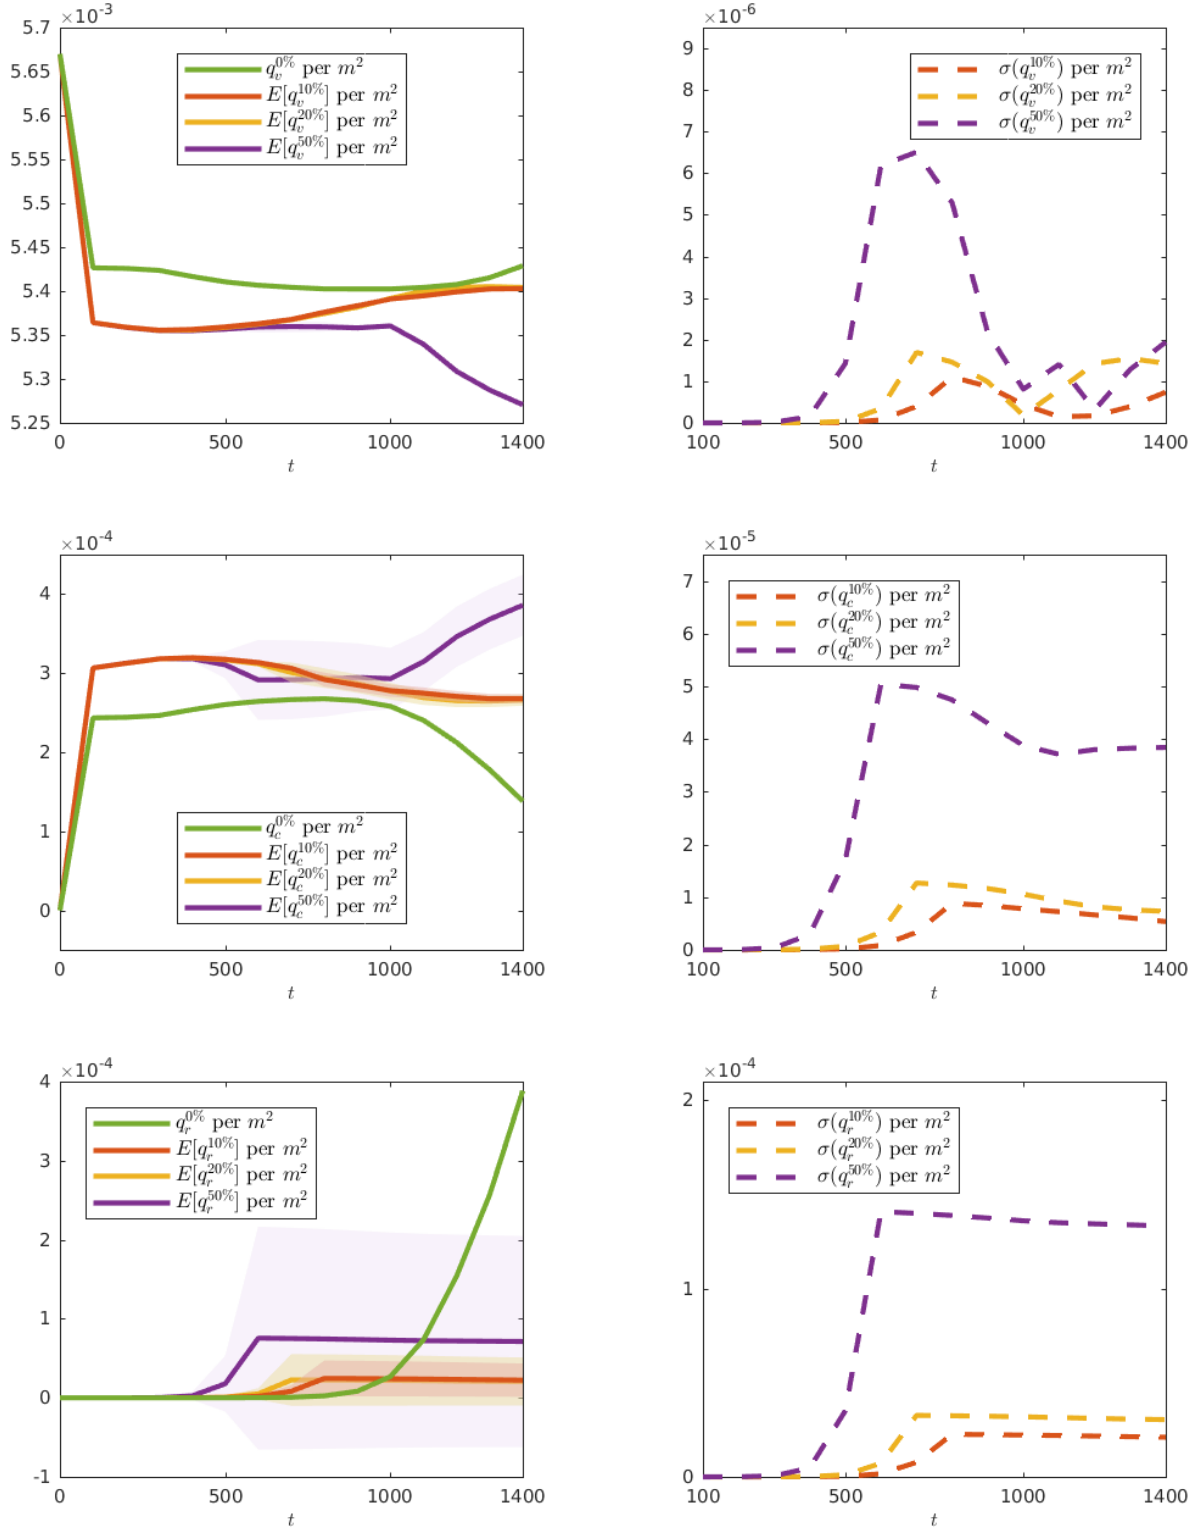 ×10⁻³
5.7
5.65
5.6
5.55
5.5
5.45
5.4
5.35
5.3
5.25
0 500 1000 1400
t
q_v^{0%} per m²
E[q_v^{10%}] per m²
E[q_v^{20%}] per m²
E[q_v^{50%}] per m²
×10⁻⁶
9
8
7
6
5
4
3
2
1
0
100 500 1000 1400
t
σ(q_v^{10%}) per m²
σ(q_v^{20%}) per m²
σ(q_v^{50%}) per m²
×10⁻⁴
4
3
2
1
0
0 500 1000 1400
t
q_c^{0%} per m²
E[q_c^{10%}] per m²
E[q_c^{20%}] per m²
E[q_c^{50%}] per m²
×10⁻⁵
7
6
5
4
3
2
1
0
100 500 1000 1400
t
σ(q_c^{10%}) per m²
σ(q_c^{20%}) per m²
σ(q_c^{50%}) per m²
×10⁻⁴
4
3
2
1
0
-1
0 500 1000 1400
t
q_r^{0%} per m²
E[q_r^{10%}] per m²
E[q_r^{20%}] per m²
E[q_r^{50%}] per m²
×10⁻⁴
2
1
0
100 500 1000 1400
t
σ(q_r^{10%}) per m²
σ(q_r^{20%}) per m²
σ(q_r^{50%}) per m²